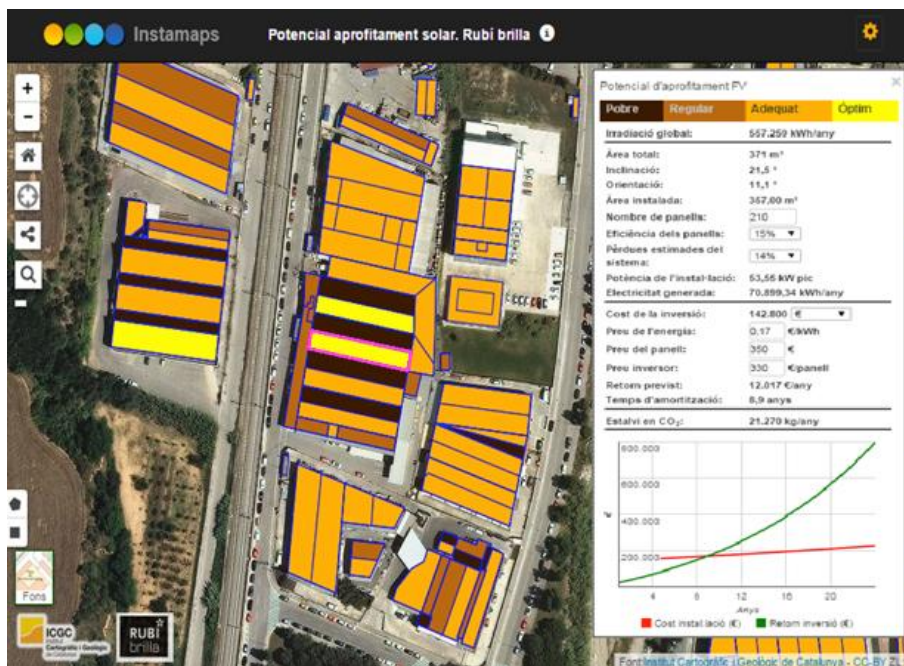 Instamaps
Potencial aprofitament solar. Rubí brilla
Potencial d'aprofitament FV
Pobre Regular Adequat Òptim
Irradiació global: 557.259 kWh/any
Àrea total: 371 m²
Inclinació: 21,5 °
Orientació: 11,1 °
Àrea instal·lada: 357,00 m²
Nombre de panells: 210
Eficiència dels panells: 15%
Pèrdues estimades del
sistema: 14%
Potència de l'instal·lació: 53,55 kW pic
Electricitat generada: 70.899,34 kWh/any
Cost de la inversió: 142.800 €
Preu de l'energia: 0,17 €/kWh
Preu del panell: 350 €
Preu inversor: 330 €/panell
Retorn previst: 12.017 €/any
Temps d'amortització: 8,9 anys
Estalvi en CO₂: 21.270 kg/any
800.000
600.000
400.000
200.000
€
4 8 12 16 20
Anys
Cost instal·lació (€) Retorn inversió (€)
Fons
ICGC
Institut
Cartogràfic i Geològic
de Catalunya
RUBÍ
brilla
Font Institut Cartogràfic i Geològic de Catalunya - CC-BY